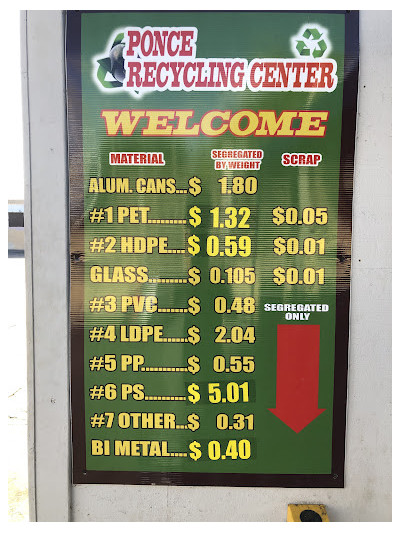 PONCE
RECYCLING CENTER
WELCOME
MATERIAL SEGREGATED BY WEIGHT SCRAP
ALUM. CANS...$ 1.80
#1 PET.........$ 1.32 $0.05
#2 HDPE....$ 0.59 $0.01
GLASS.........$ 0.105 $0.01
#3 PVC.......$ 0.48 SEGREGATED ONLY
#4 LDPE......$ 2.04
#5 PP..........$ 0.55
#6 PS..........$ 5.01
#7 OTHER...$ 0.31
BI METAL....$ 0.40